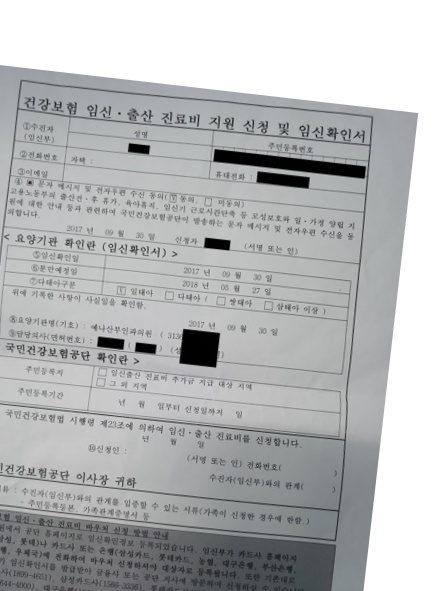 건강보험 임신·출산 진료비 지원 신청 및 임신확인서
①수진자
(임신부)
성명
주민등록번호
②전화번호
자택 :
휴대전화 :
③이메일
④ ▣ 문자 메시지 및 전자우편 수신 동의( ☑ 동의, ☐ 미동의)
고용노동부의 출산전·후 휴가, 육아휴직, 임신기 근로시간단축 등 모성보호와 일·가정 양립 지
원에 대한 안내 등과 관련하여 국민건강보험공단이 발송하는 문자 메시지 및 전자우편 수신을 동
의합니다.
2017 년 09 월 30 일 신청자 (서명 또는 인)
< 요양기관 확인란 (임신확인서) >
⑤임신확인일
2017 년 09 월 30 일
⑥분만예정일
2018 년 05 월 27 일
⑦다태아구분
☑ 일태아 ☐ 다태아 ( ☐ 쌍태아 ☐ 삼태아 이상 )
위에 기록한 사항이 사실임을 확인함.
2017 년 09 월 30 일
⑧요양기관명(기호) : 예나산부인과의원 ( 313
⑨담당의사(면허번호) : ( )
국민건강보험공단 확인란 >
주민등록지
☐ 임신출산 진료비 추가금 지급 대상 지역
☐ 그 외 지역
주민등록기간
년 월 일부터 신청일까지 일
국민건강보험법 시행령 제23조에 의하여 임신·출산 진료비를 신청합니다.
년 월 일
⑩신청인 : (서명 또는 인) 전화번호( )
수진자(임신부)와의 관계( )
건강보험공단 이사장 귀하
류 : 수진자(임신부)와의 관계를 입증할 수 있는 서류(가족이 신청한 경우에 한함.)
- 주민등록등본, 가족관계증명서 등
험 임신·출산 진료비 바우처 신청 방법 안내